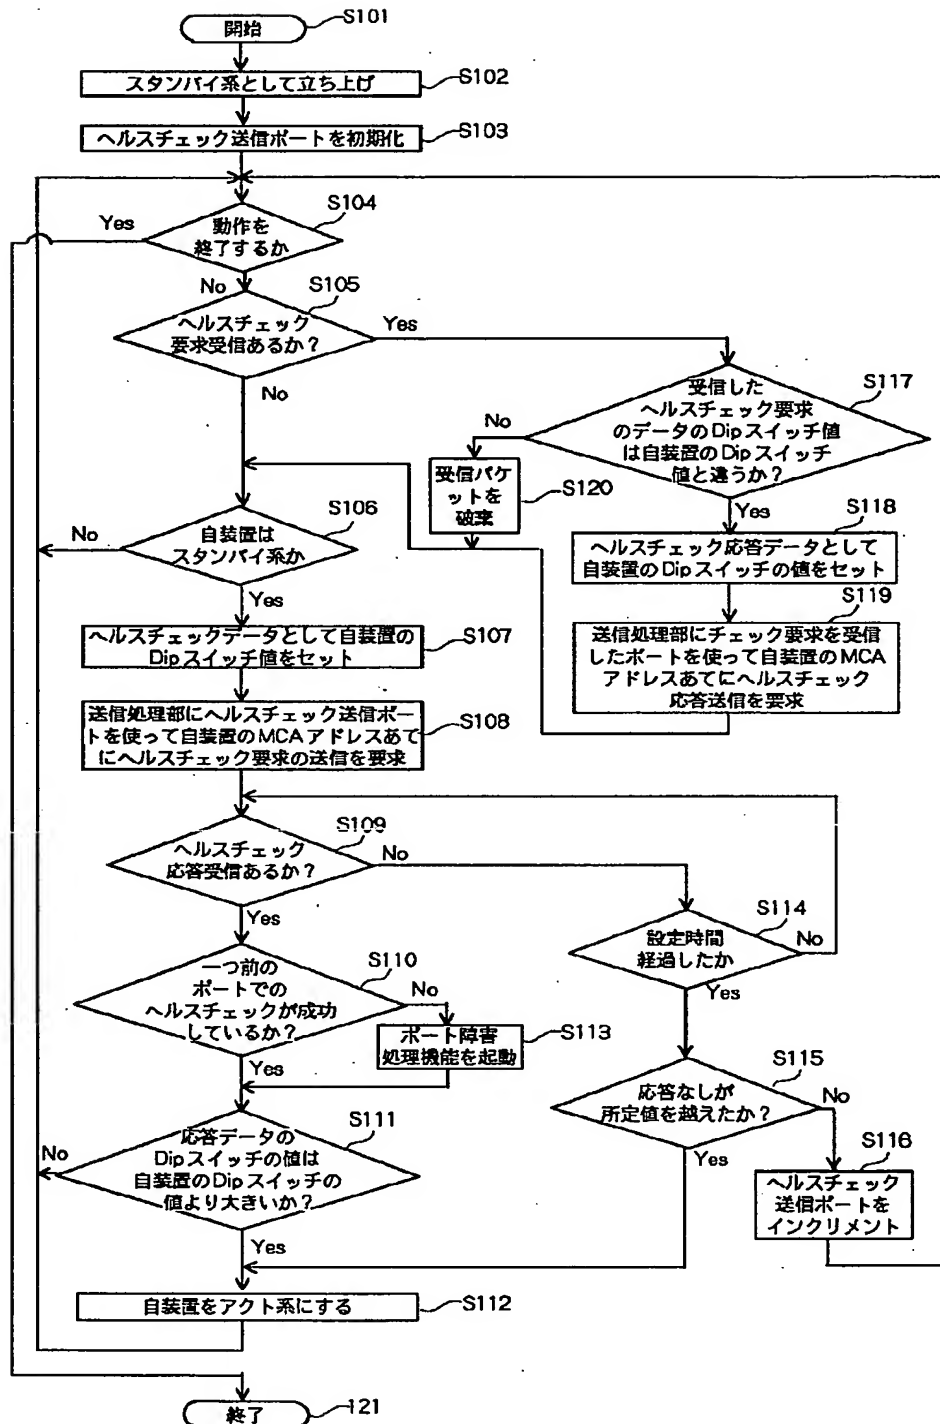 開始
S101
スタンバイ系として立ち上げ
S102
ヘルスチェック送信ポートを初期化
S103
S104
Yes
動作を
終了するか
No
S105
ヘルスチェック
要求受信あるか?
Yes
No
受信した
ヘルスチェック要求
のデータのDipスイッチ値
は自装置のDipスイッチ
値と違うか?
S117
No
受信パケ
ットを
破棄
S120
Yes
S118
ヘルスチェック応答データとして
自装置のDipスイッチの値をセット
S119
送信処理部にチェック要求を受信
したポートを使って自装置のMCA
アドレスあてにヘルスチェック
応答送信を要求
S106
No
自装置は
スタンバイ系か
Yes
ヘルスチェックデータとして自装置の
Dipスイッチ値をセット
S107
送信処理部にヘルスチェック送信ポー
トを使って自装置のMCAアドレスあて
にヘルスチェック要求の送信を要求
S108
S109
ヘルスチェック
応答受信あるか?
No
Yes
S114
設定時間
経過したか
No
Yes
一つ前の
ポートでの
ヘルスチェックが成功
しているか?
S110
No
ポート障害
処理機能を起動
S113
Yes
S115
応答なしが
所定値を越えたか?
No
Yes
S116
ヘルスチェック
送信ポートを
インクリメント
S111
No
応答データの
Dipスイッチの値は
自装置のDipスイッチの
値より大きいか?
Yes
自装置をアクト系にする
S112
終了
121